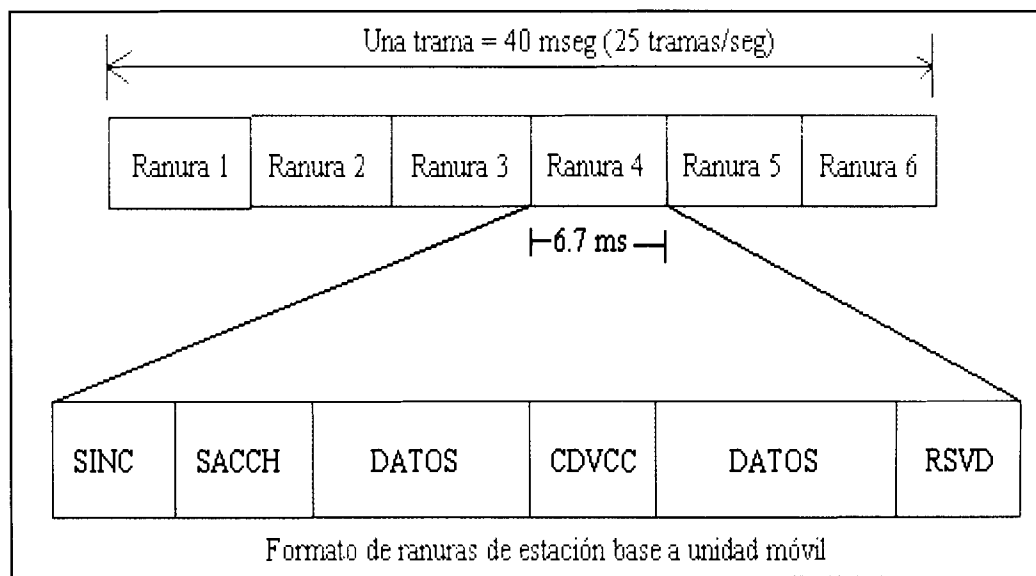 Una trama = 40 mseg (25 tramas/seg)
Ranura 1 Ranura 2 Ranura 3 Ranura 4 Ranura 5 Ranura 6
6.7 ms
SINC SACCH DATOS CDVCC DATOS RSVD
Formato de ranuras de estación base a unidad móvil